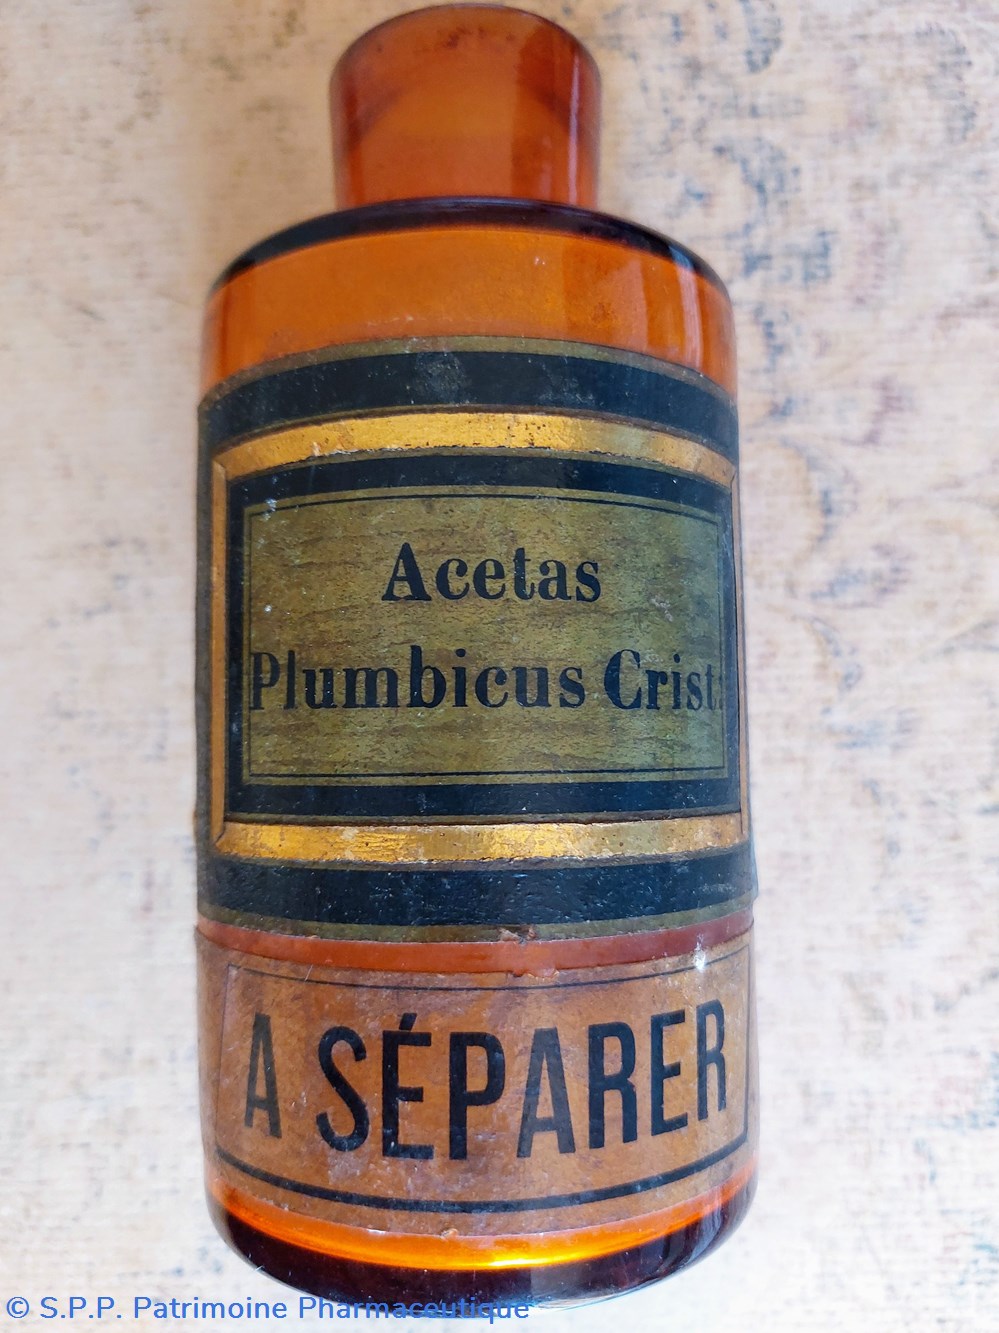 Acetas
Plumbicus Crist.
A SÉPARER
© S.P.P. Patrimoine Pharmaceutique